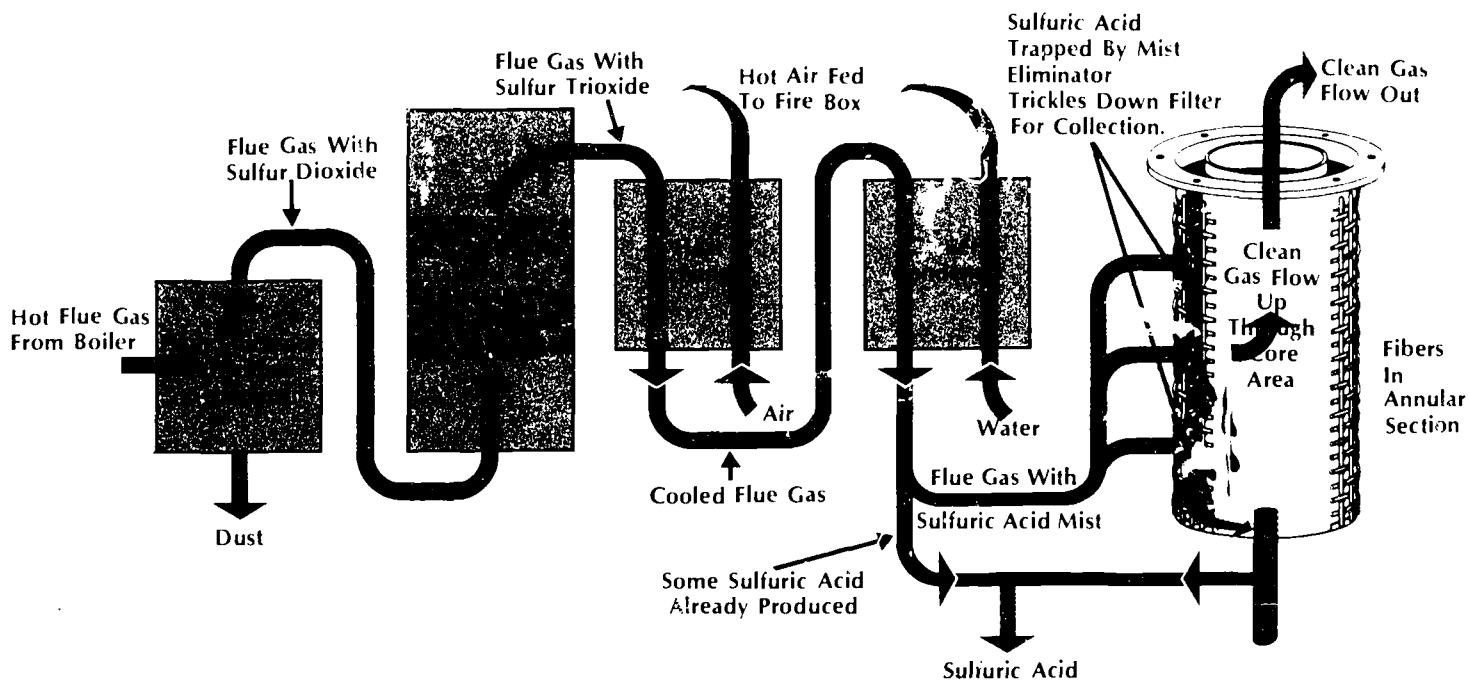 Sulfuric Acid
Trapped By Mist
Eliminator
Trickles Down Filter
For Collection.
Flue Gas With
Sulfur Trioxide
Hot Air Fed
To Fire Box
Clean Gas
Flow Out
Flue Gas With
Sulfur Dioxide
Hot Flue Gas
From Boiler
Clean
Gas Flow
Up
Through
Core
Area
Fibers
In
Annular
Section
Air
Water
Cooled Flue Gas
Flue Gas With
Sulfuric Acid Mist
Dust
Some Sulfuric Acid
Already Produced
Sulfuric Acid